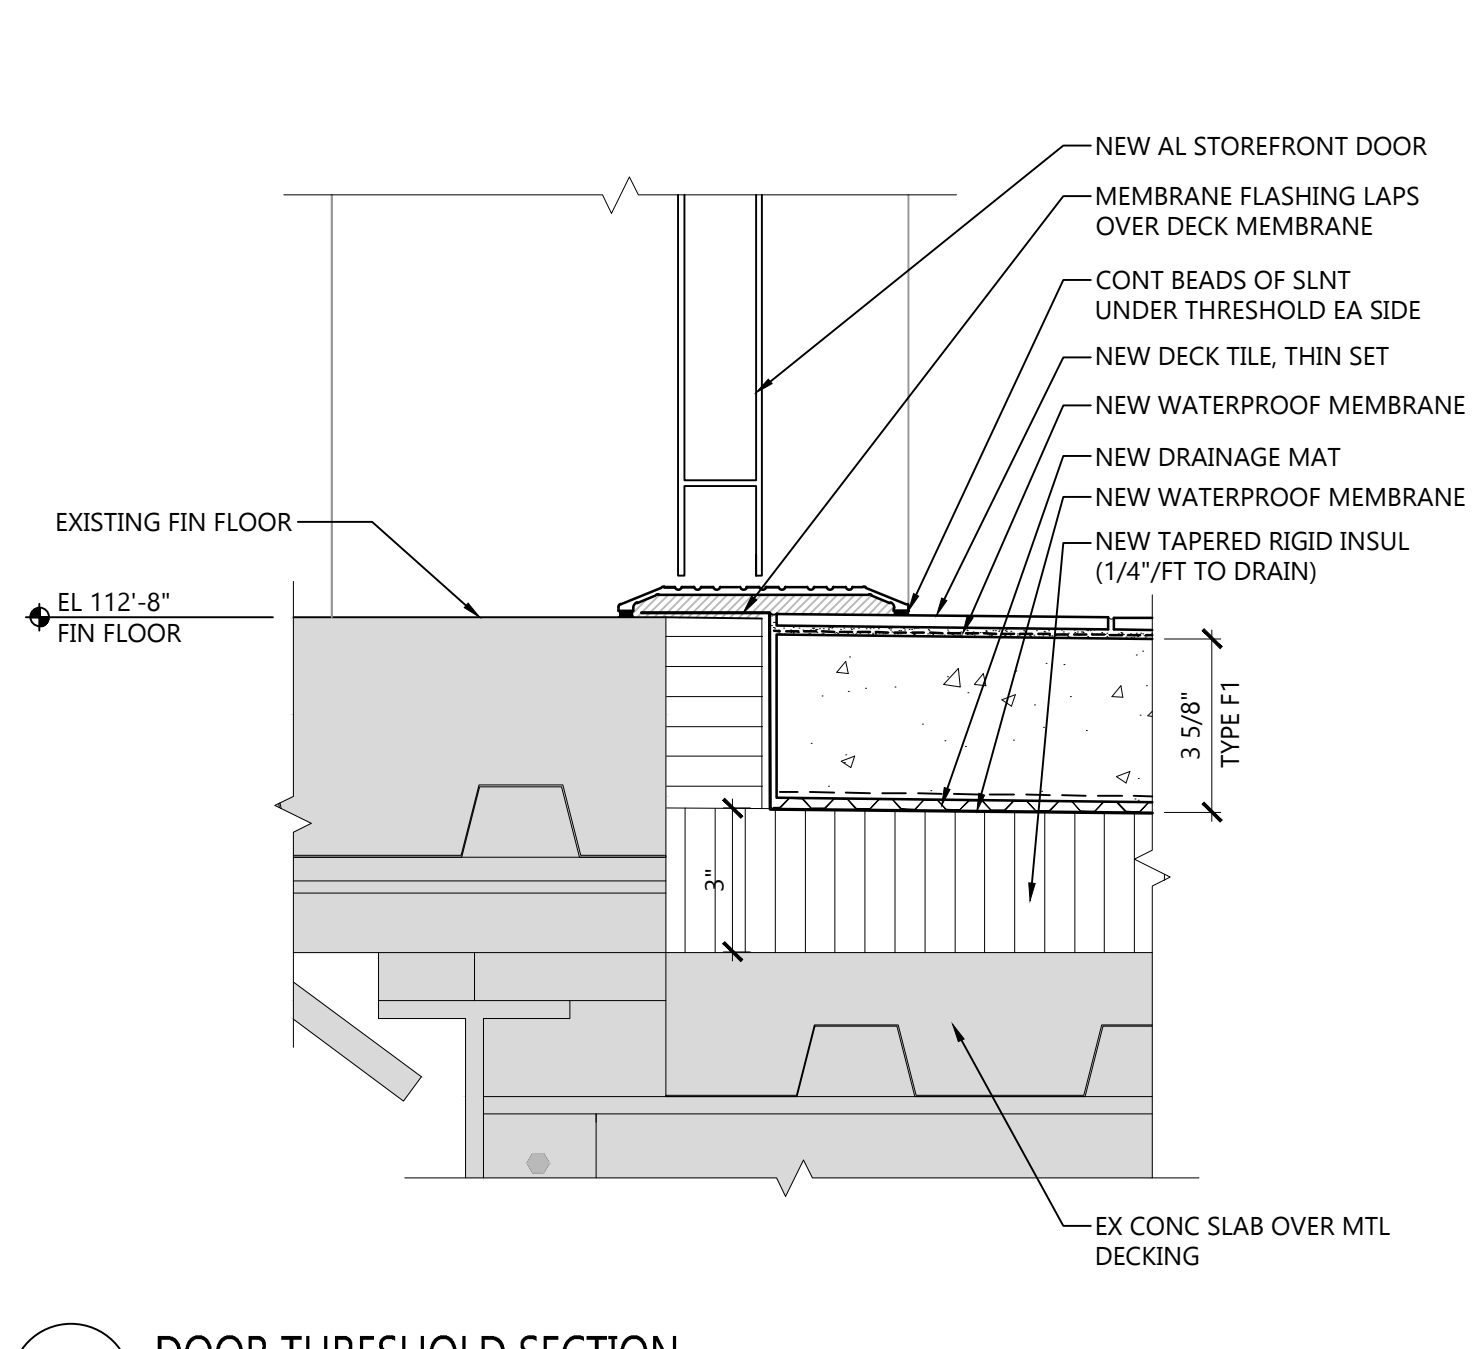 NEW AL STOREFRONT DOOR
MEMBRANE FLASHING LAPS
OVER DECK MEMBRANE
CONT BEADS OF SLNT
UNDER THRESHOLD EA SIDE
NEW DECK TILE, THIN SET
NEW WATERPROOF MEMBRANE
NEW DRAINAGE MAT
NEW WATERPROOF MEMBRANE
NEW TAPERED RIGID INSUL
(1/4"/FT TO DRAIN)
EXISTING FIN FLOOR
EL 112'-8"
FIN FLOOR
3 5/8"
TYPE F1
3"
EX CONC SLAB OVER MTL
DECKING
DOOR THRESHOLD SECTION